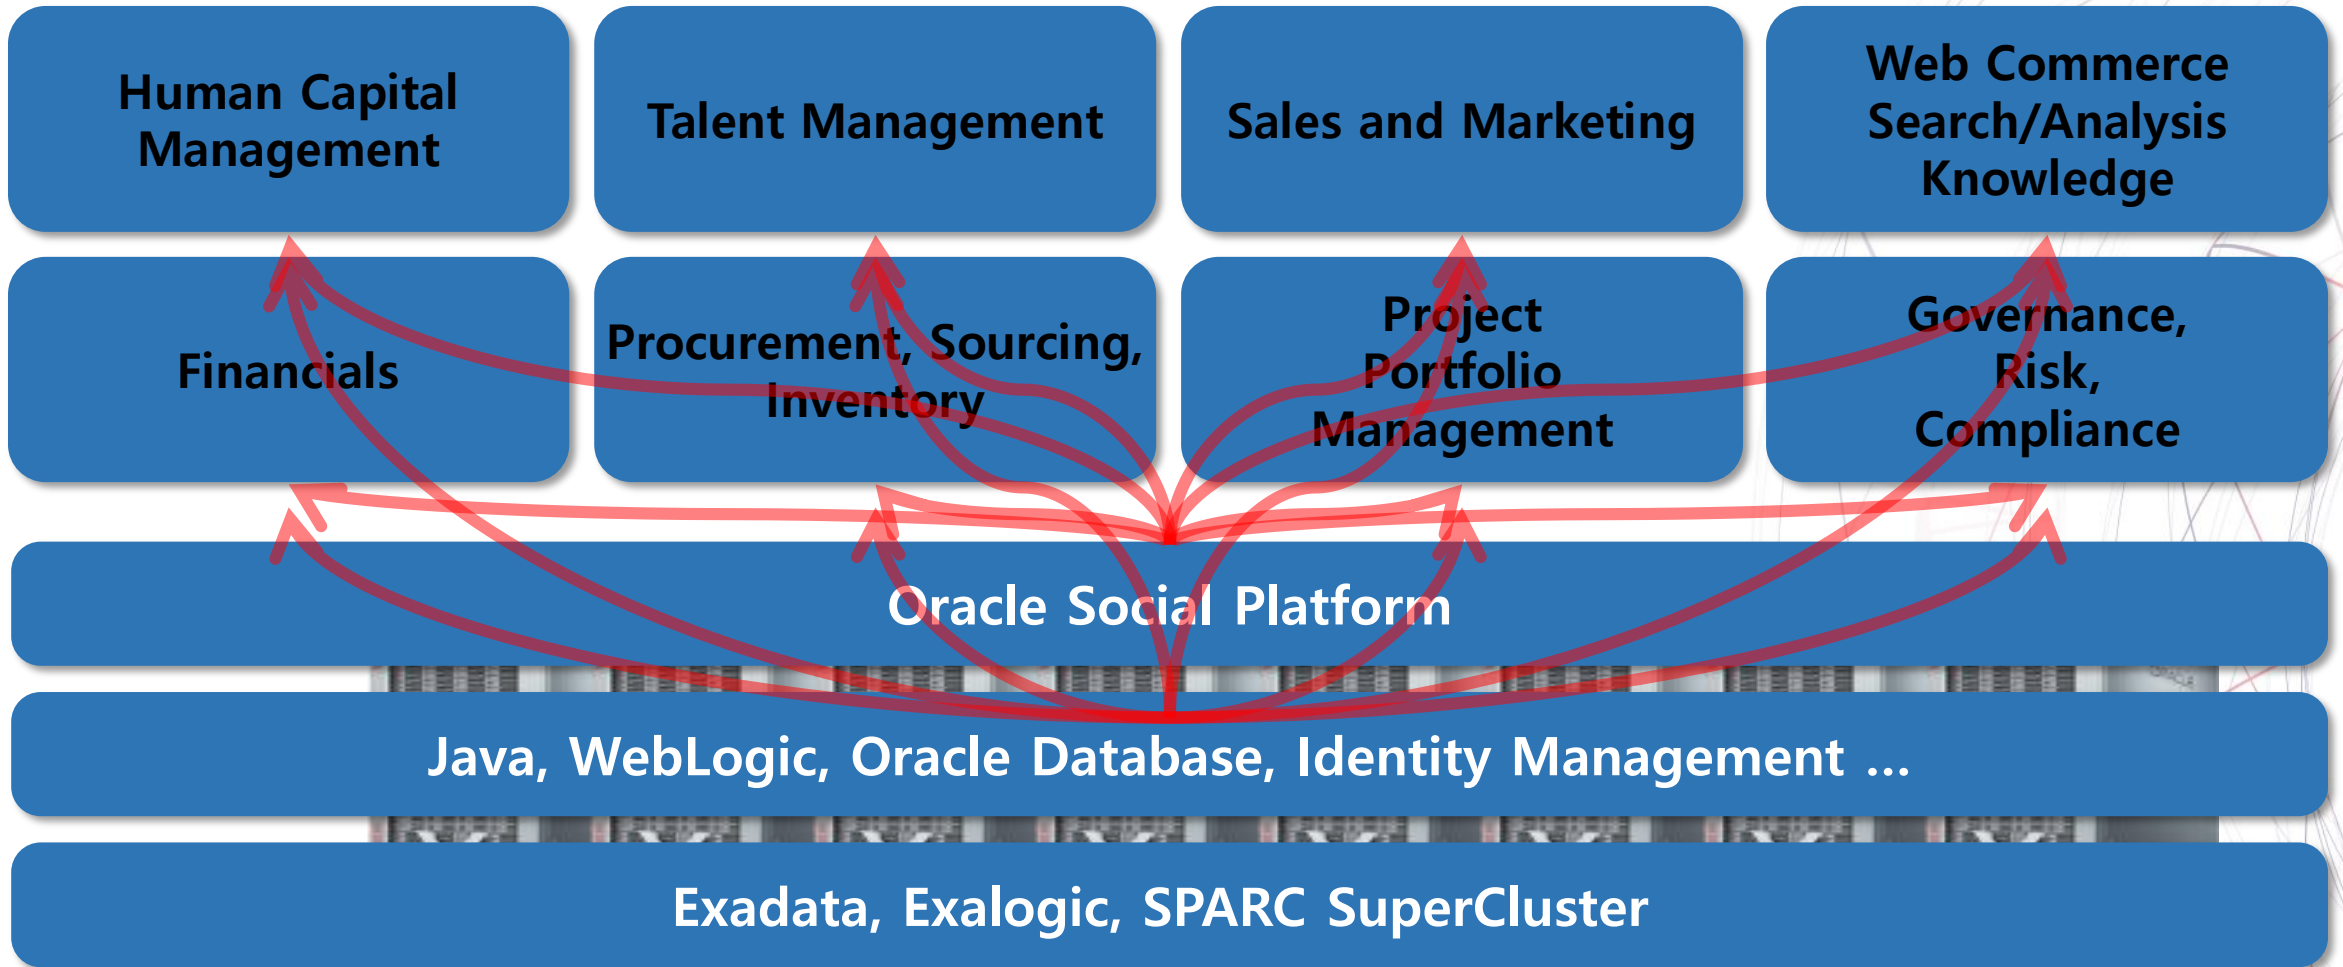 Human Capital
Management
Talent Management
Sales and Marketing
Web Commerce
Search/Analysis
Knowledge
Financials
Procurement, Sourcing,
Inventory
Project
Portfolio
Management
Governance,
Risk,
Compliance
Oracle Social Platform
Java, WebLogic, Oracle Database, Identity Management ...
Exadata, Exalogic, SPARC SuperCluster